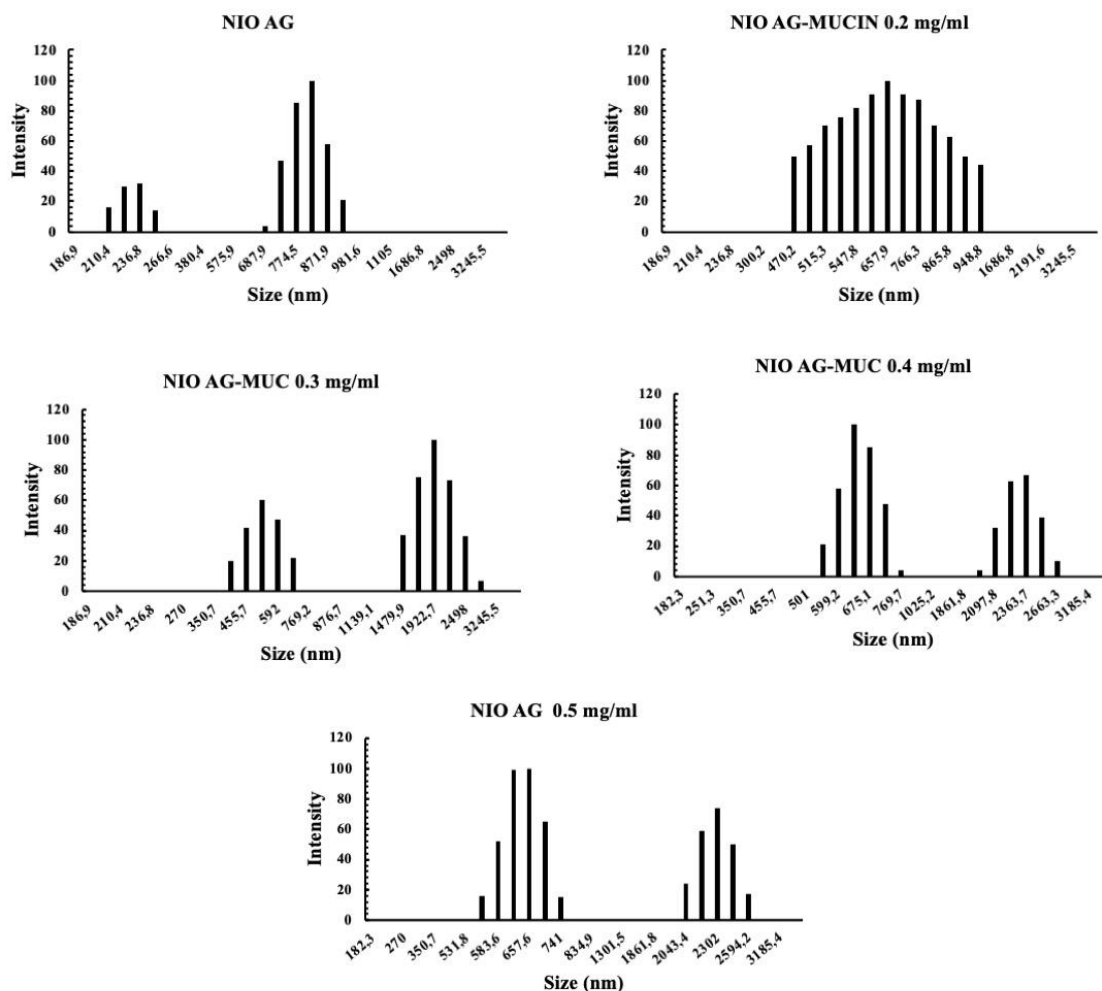 NIO AG
120
100
80
60
40
20
0
Intensity
186,9 210,4 236,8 266,6 380,4 575,9 687,9 774,5 871,9 981,6 1105 1686,8 2498 3245,5
Size (nm)
NIO AG-MUCIN 0.2 mg/ml
120
100
80
60
40
20
0
Intensity
186,9 210,4 236,8 300,2 470,2 515,3 547,8 657,9 766,3 865,8 948,8 1686,8 2191,6 3245,5
Size (nm)
NIO AG-MUC 0.3 mg/ml
120
100
80
60
40
20
0
Intensity
186,9 210,4 236,8 270 350,7 455,7 592 769,2 876,7 1139,1 1479,9 1922,7 2498 3245,5
Size (nm)
NIO AG-MUC 0.4 mg/ml
120
100
80
60
40
20
0
Intensity
182,3 251,3 350,7 455,7 501 599,2 675,1 769,7 1025,2 1861,8 2097,8 2363,7 2663,3 3185,4
Size (nm)
NIO AG 0.5 mg/ml
120
100
80
60
40
20
0
Intensity
182,3 270 350,7 531,8 583,6 657,6 741 834,9 1301,5 1861,8 2043,4 2302 2594,2 3185,4
Size (nm)